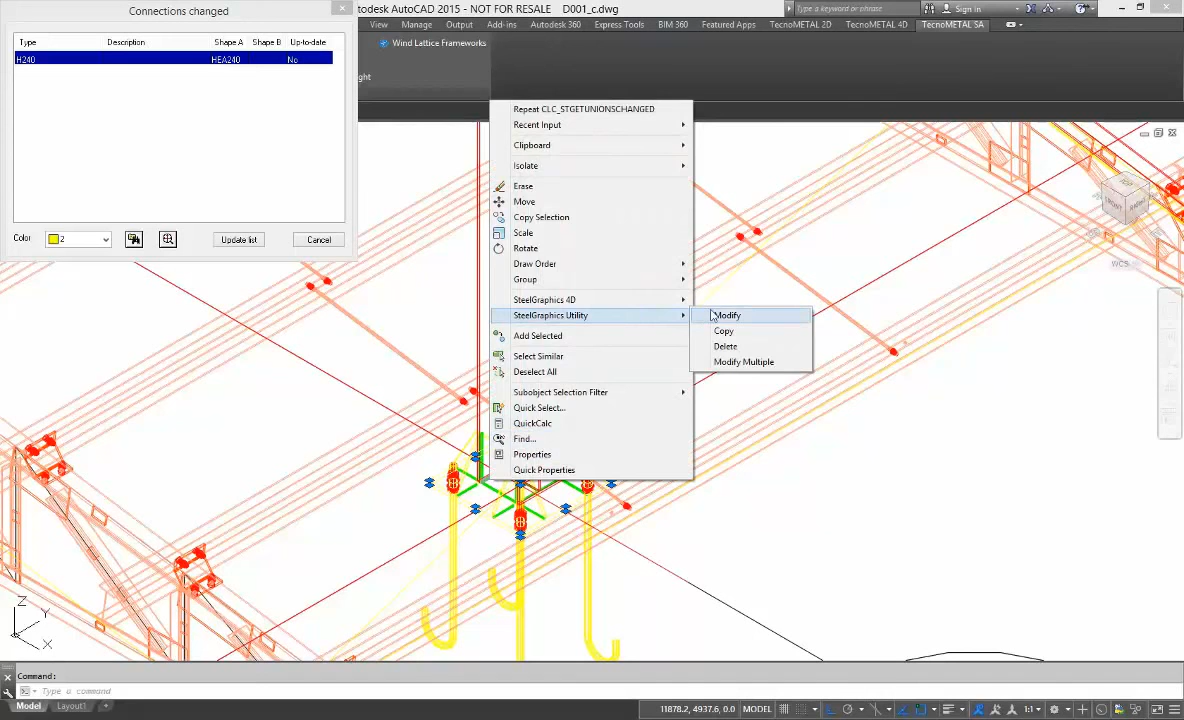 Connections changed
todesk AutoCAD 2015 - NOT FOR RESALE D001_c.dwg
Type a keyword or phrase
Sign In
View Manage Output Add-ins Autodesk 360 Express Tools BIM 360 Featured Apps TecnoMETAL 2D TecnoMETAL 4D TecnoMETAL SA
Type Description Shape A Shape B Up-to-date
H240 HEA240 No
Wind Lattice Frameworks
ght
Color 2 Update list Cancel
Repeat CLC_STGETUNIONSCHANGED
Recent Input
Clipboard
Isolate
Erase
Move
Copy Selection
Scale
Rotate
Draw Order
Group
SteelGraphics 4D
SteelGraphics Utility
Add Selected
Select Similar
Deselect All
Subobject Selection Filter
Quick Select...
QuickCalc
Find...
Properties
Quick Properties
Modify
Copy
Delete
Modify Multiple
FRONT RIGHT
WCS
Z
Y
X
Command:
Type a command
Model Layout1 +
11878.2, 4937.6, 0.0 MODEL 1:1